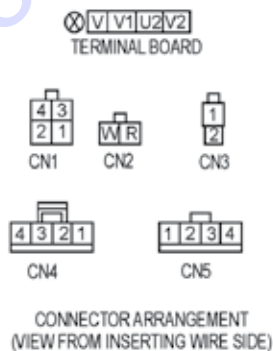 V V1 U2 V2
TERMINAL BOARD
4 3
2 1
CN1
W R
CN2
1
2
CN3
4 3 2 1
CN4
1 2 3 4
CN5
CONNECTOR ARRANGEMENT
(VIEW FROM INSERTING WIRE SIDE)